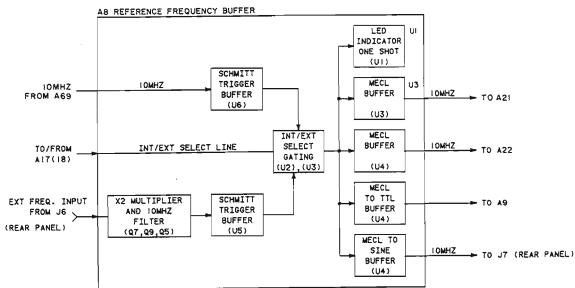 A8 REFERENCE FREQUENCY BUFFER
LED
INDICATOR
ONE SHOT
(U1)
U1
10MHZ
FROM A69
10MHZ
SCHMITT
TRIGGER
BUFFER
(U6)
MECL
BUFFER
(U3)
U3
10MHZ
TO A21
TO/FROM
A17(18)
INT/EXT SELECT LINE
INT/EXT
SELECT
GATING
(U2),(U3)
MECL
BUFFER
(U4)
10MHZ
TO A22
EXT FREQ. INPUT
FROM J6
(REAR PANEL)
X2 MULTIPLIER
AND 10MHZ
FILTER
(Q7,Q9,Q5)
SCHMITT
TRIGGER
BUFFER
(U5)
MECL
TO TTL
BUFFER
(U4)
TO A9
MECL TO
SINE
BUFFER
(U4)
10MHZ
TO J7 (REAR PANEL)